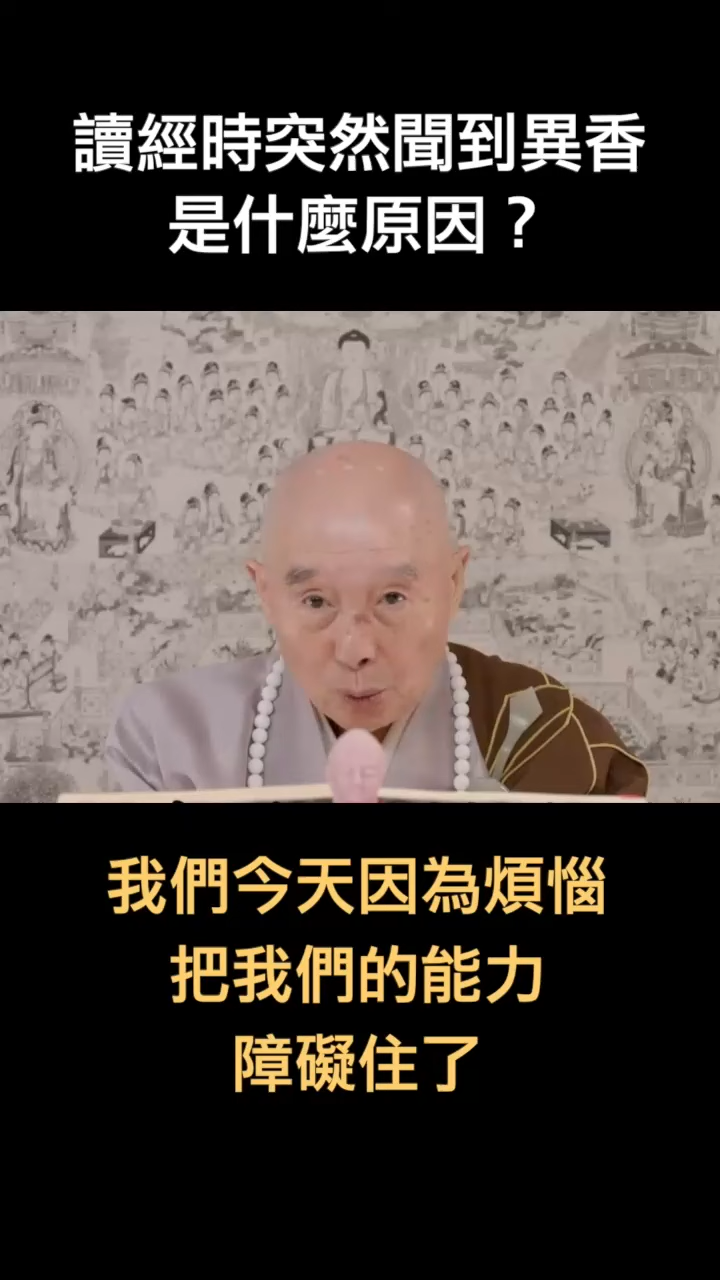 讀經時突然聞到異香
是什麼原因？
我們今天因為煩惱
把我們的能力
障礙住了